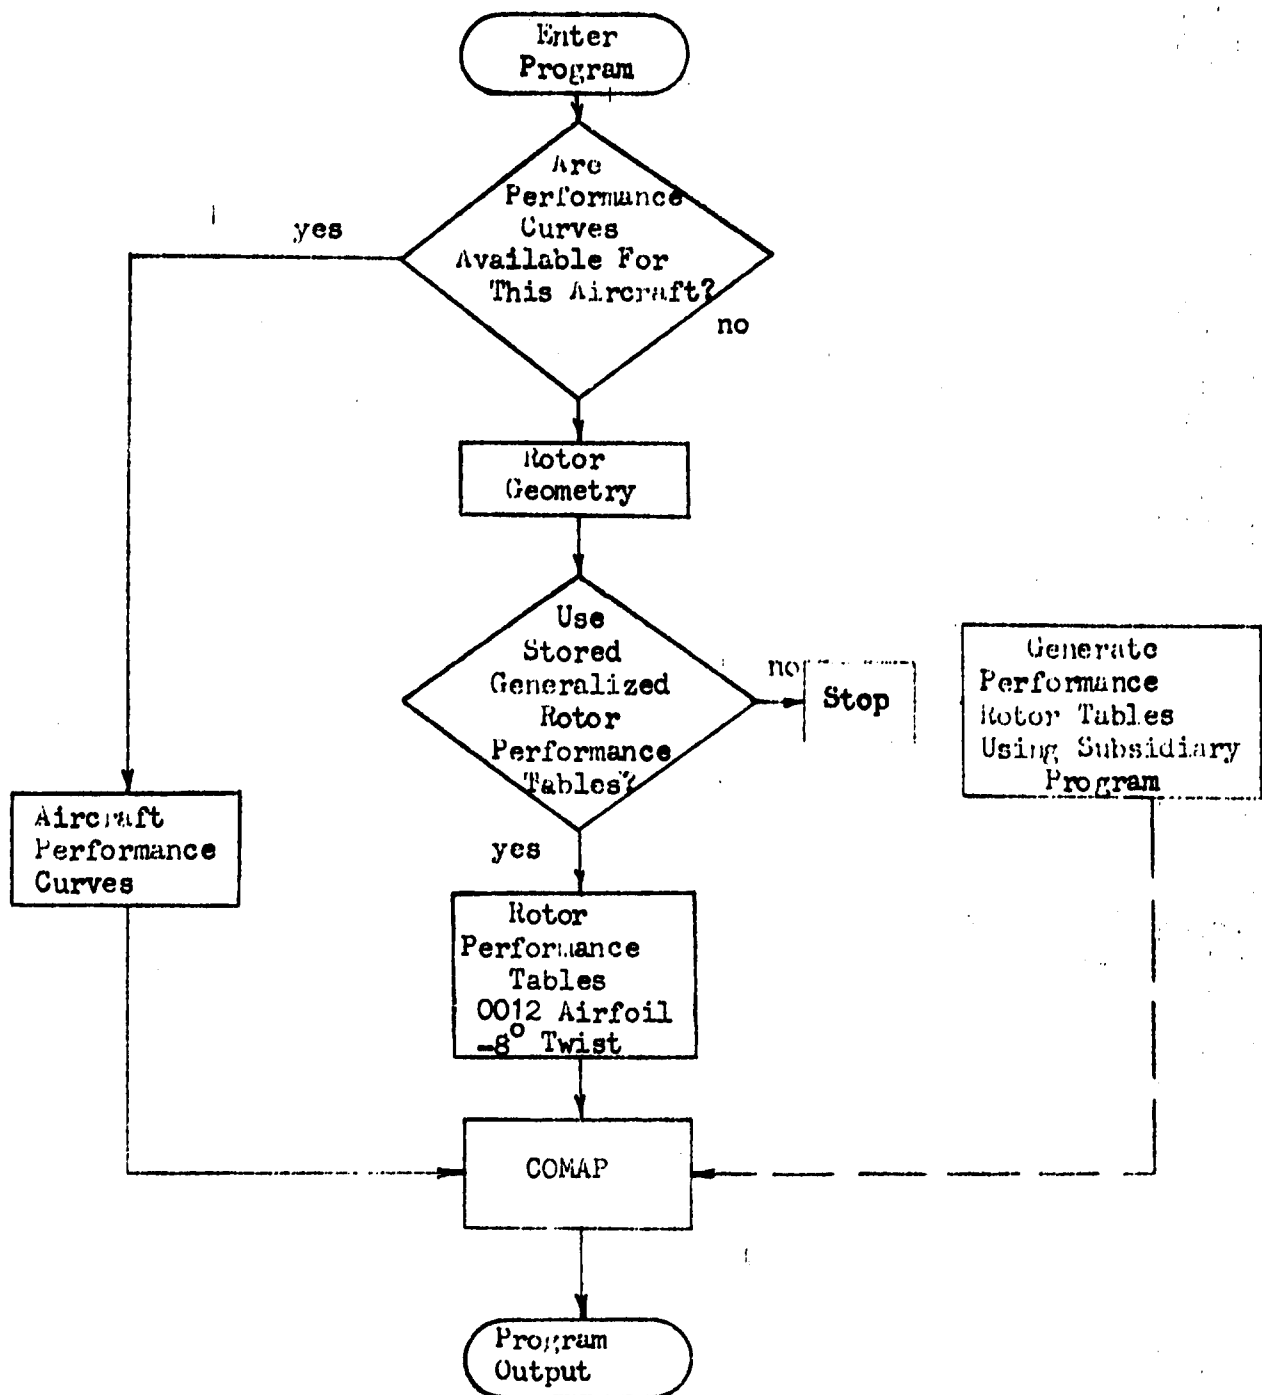 Enter
Program
Are
Performance
Curves
Available For
This Aircraft?
yes
no
Rotor
Geometry
Use
Stored
Generalized
Rotor
Performance
Tables?
no
Stop
Generate
Performance
Rotor Tables
Using Subsidiary
Program
Aircraft
Performance
Curves
yes
Rotor
Performance
Tables
0012 Airfoil
-8° Twist
COMAP
Program
Output